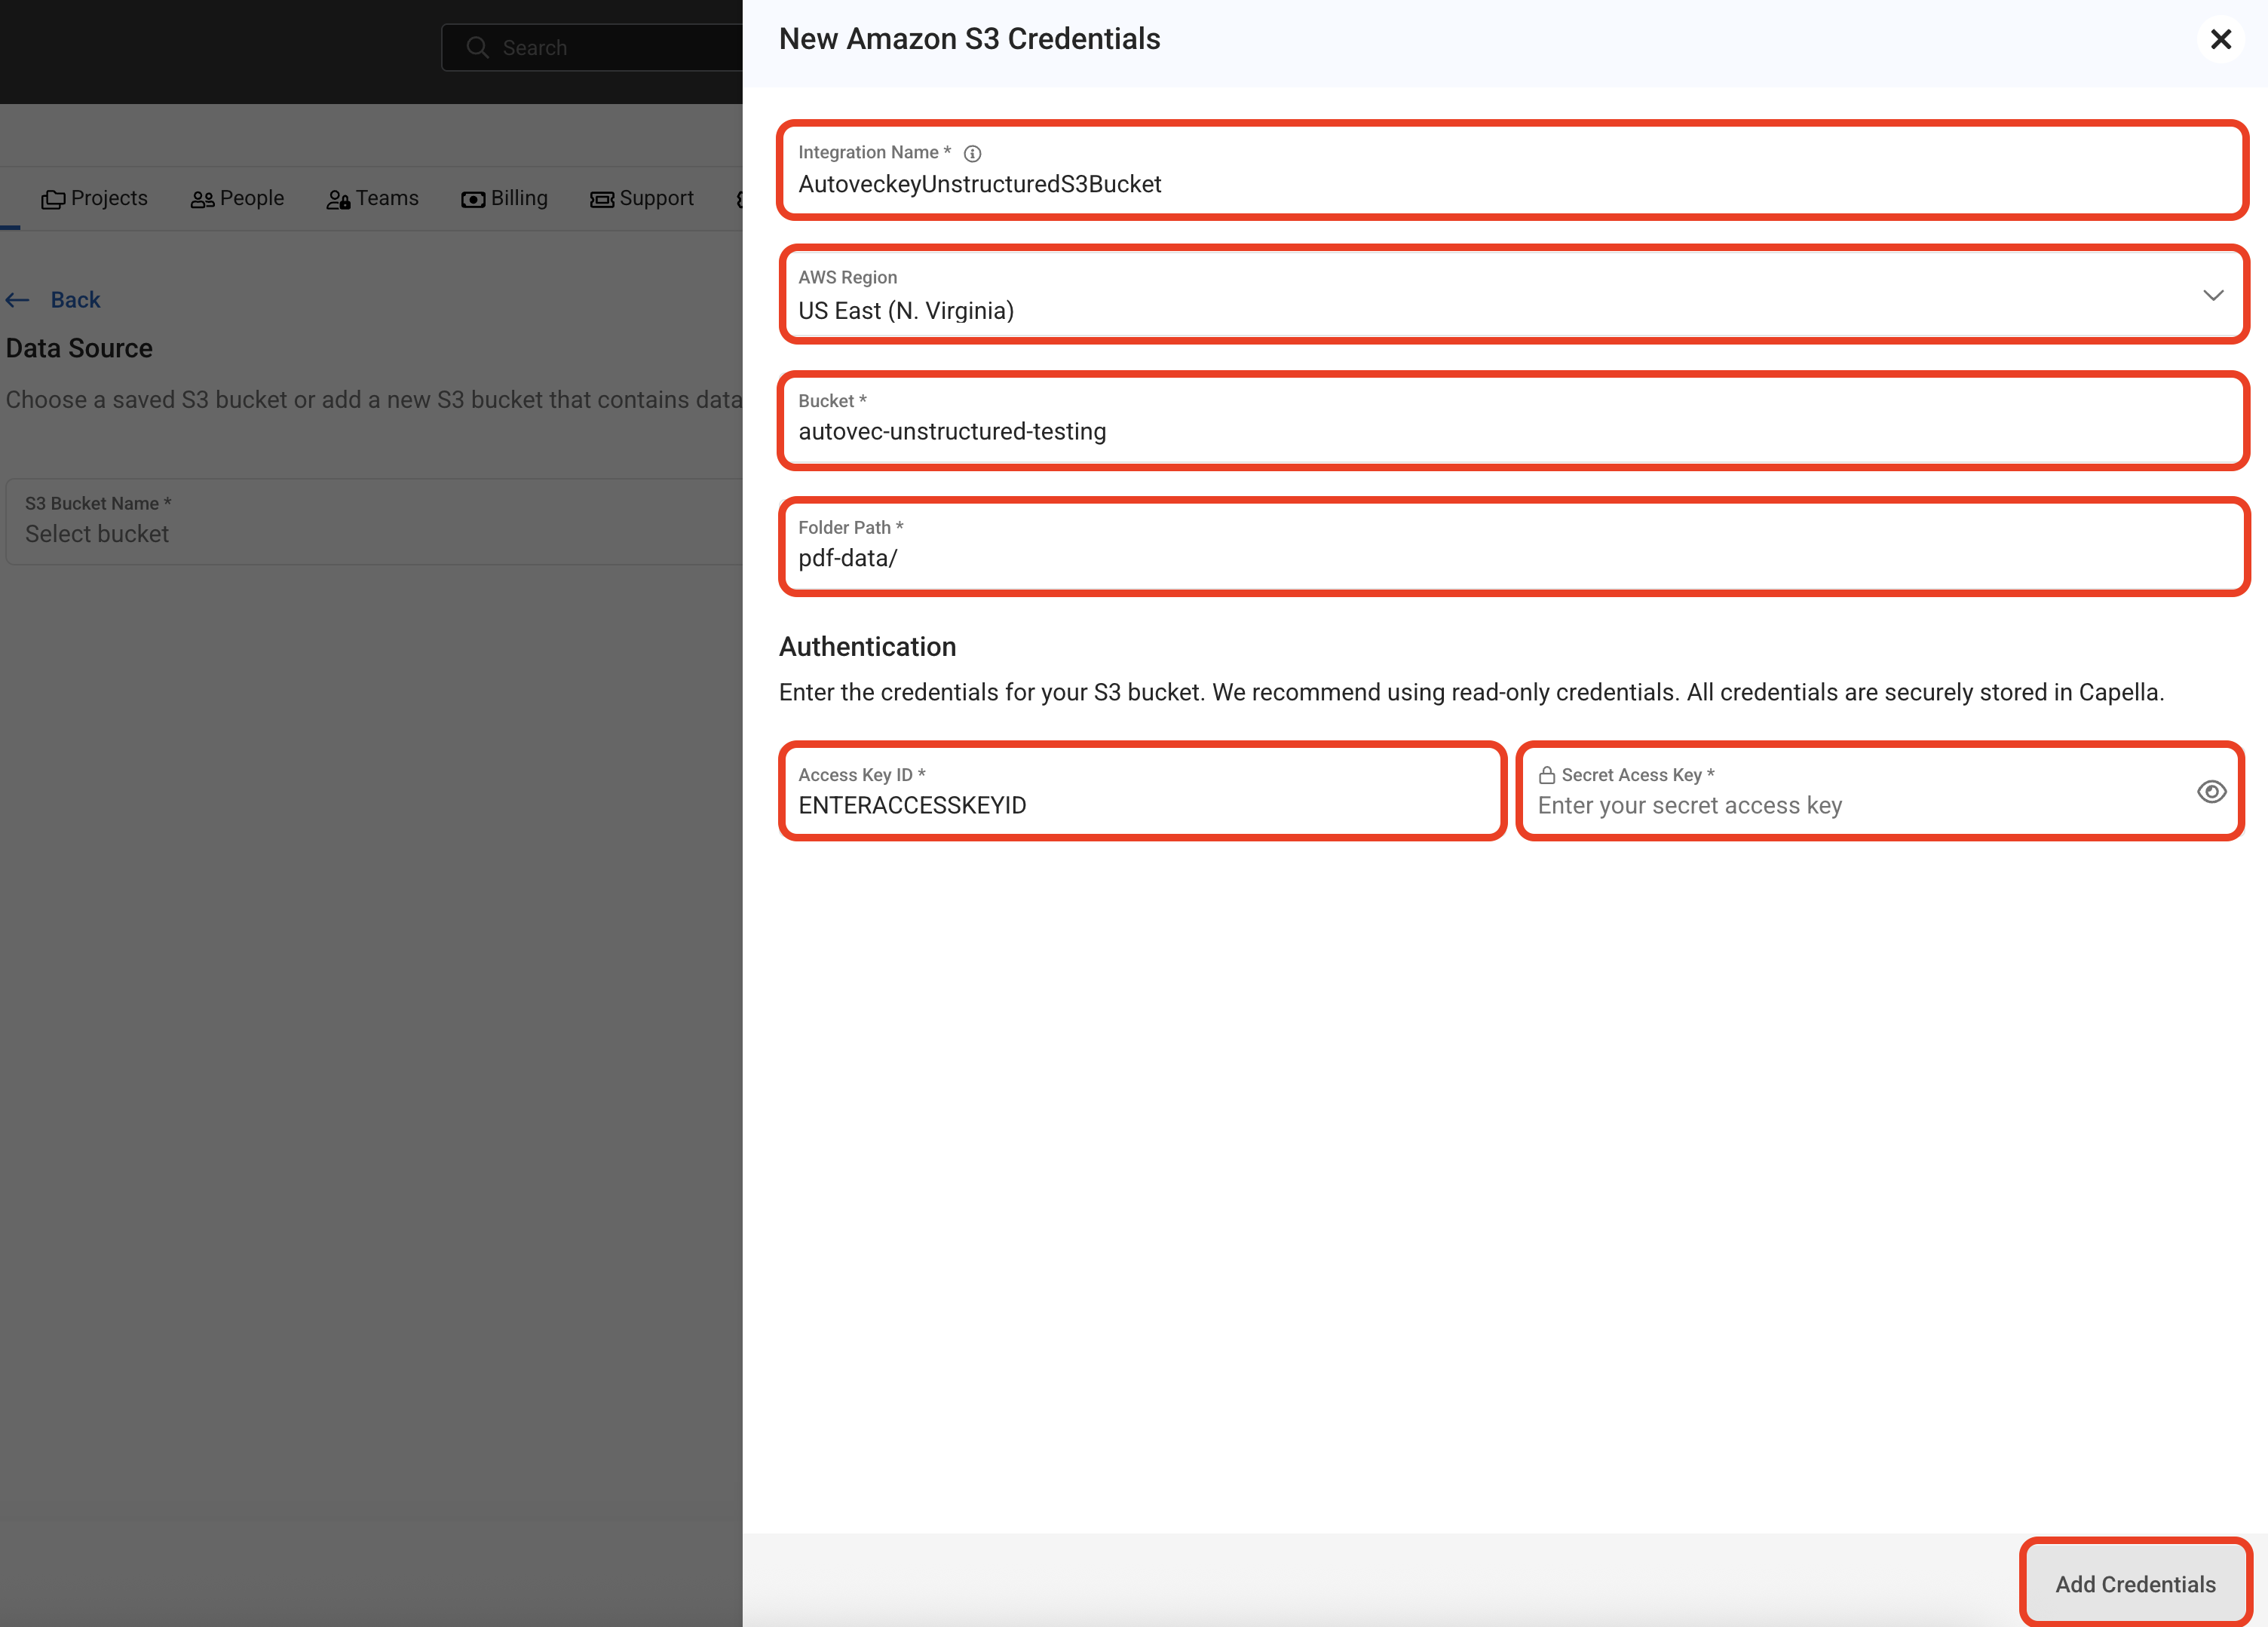 Search
Projects
People
Teams
Billing
Support
Back
Data Source
Choose a saved S3 bucket or add a new S3 bucket that contains data
S3 Bucket Name *
Select bucket
New Amazon S3 Credentials
Integration Name *
AutoveckeyUnstructuredS3Bucket
AWS Region
US East (N. Virginia)
Bucket *
autovec-unstructured-testing
Folder Path *
pdf-data/
Authentication
Enter the credentials for your S3 bucket. We recommend using read-only credentials. All credentials are securely stored in Capella.
Access Key ID *
ENTERACCESSKEYID
Secret Acess Key *
Enter your secret access key
Add Credentials